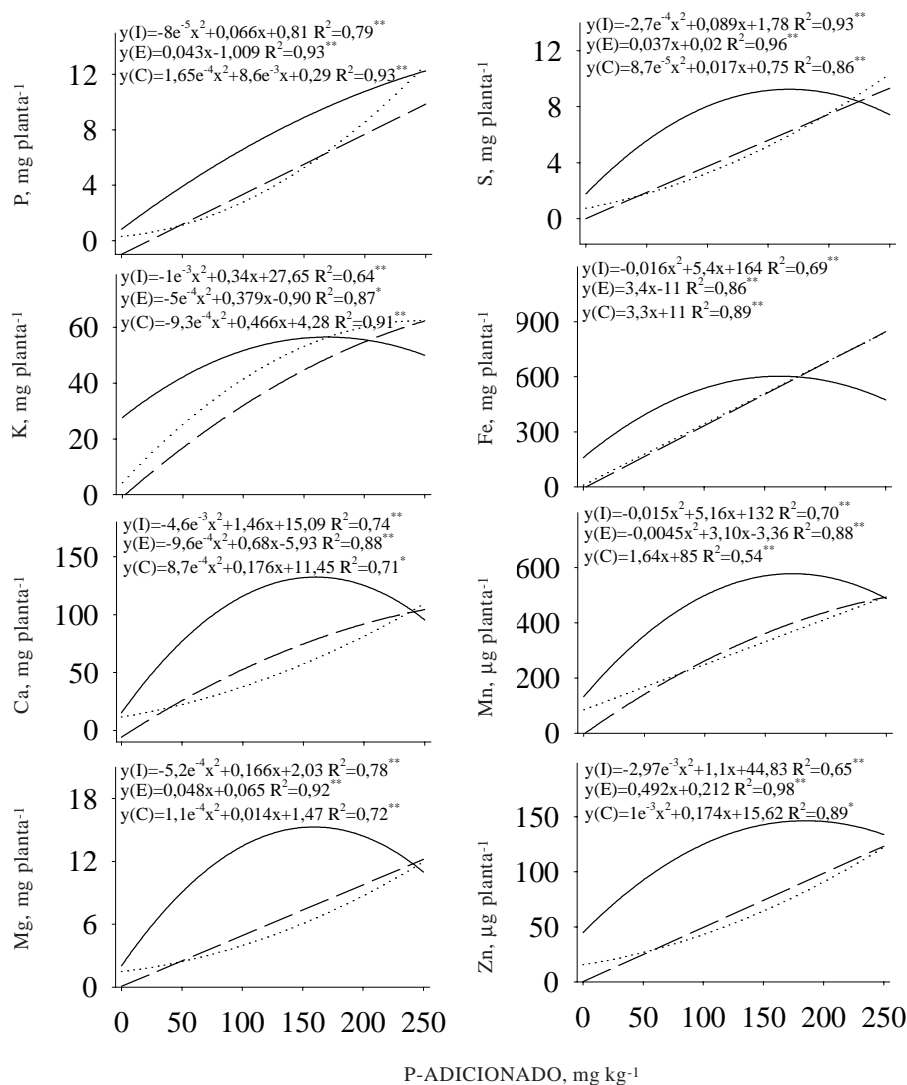 y(I)=-8e⁻⁵x²+0,066x+0,81 R²=0,79**
y(E)=0,043x-1,009 R²=0,93**
y(C)=1,65e⁻⁴x²+8,6e⁻³x+0,29 R²=0,93**
12
8
4
0
P, mg planta⁻¹
y(I)=-2,7e⁻⁴x²+0,089x+1,78 R²=0,93**
y(E)=0,037x+0,02 R²=0,96**
y(C)=8,7e⁻⁵x²+0,017x+0,75 R²=0,86**
12
8
4
0
S, mg planta⁻¹
y(I)=-1e⁻³x²+0,34x+27,65 R²=0,64**
y(E)=-5e⁻⁴x²+0,379x-0,90 R²=0,87*
y(C)=-9,3e⁻⁴x²+0,466x+4,28 R²=0,91**
60
40
20
0
K, mg planta⁻¹
y(I)=-0,016x²+5,4x+164 R²=0,69**
y(E)=3,4x-11 R²=0,86**
y(C)=3,3x+11 R²=0,89**
900
600
300
0
Fe, mg planta⁻¹
y(I)=-4,6e⁻³x²+1,46x+15,09 R²=0,74**
y(E)=-9,6e⁻⁴x²+0,68x-5,93 R²=0,88**
y(C)=8,7e⁻⁴x²+0,176x+11,45 R²=0,71*
150
100
50
0
Ca, mg planta⁻¹
y(I)=-0,015x²+5,16x+132 R²=0,70**
y(E)=-0,0045x²+3,10x-3,36 R²=0,88**
y(C)=1,64x+85 R²=0,54**
600
400
200
0
Mn, µg planta⁻¹
y(I)=-5,2e⁻⁴x²+0,166x+2,03 R²=0,78**
y(E)=0,048x+0,065 R²=0,92**
y(C)=1,1e⁻⁴x²+0,014x+1,47 R²=0,72**
18
12
6
0
Mg, mg planta⁻¹
0 50 100 150 200 250
y(I)=-2,97e⁻³x²+1,1x+44,83 R²=0,65**
y(E)=0,492x+0,212 R²=0,98**
y(C)=1e⁻³x²+0,174x+15,62 R²=0,89*
150
100
50
0
Zn, µg planta⁻¹
0 50 100 150 200 250
P-ADICIONADO, mg kg⁻¹